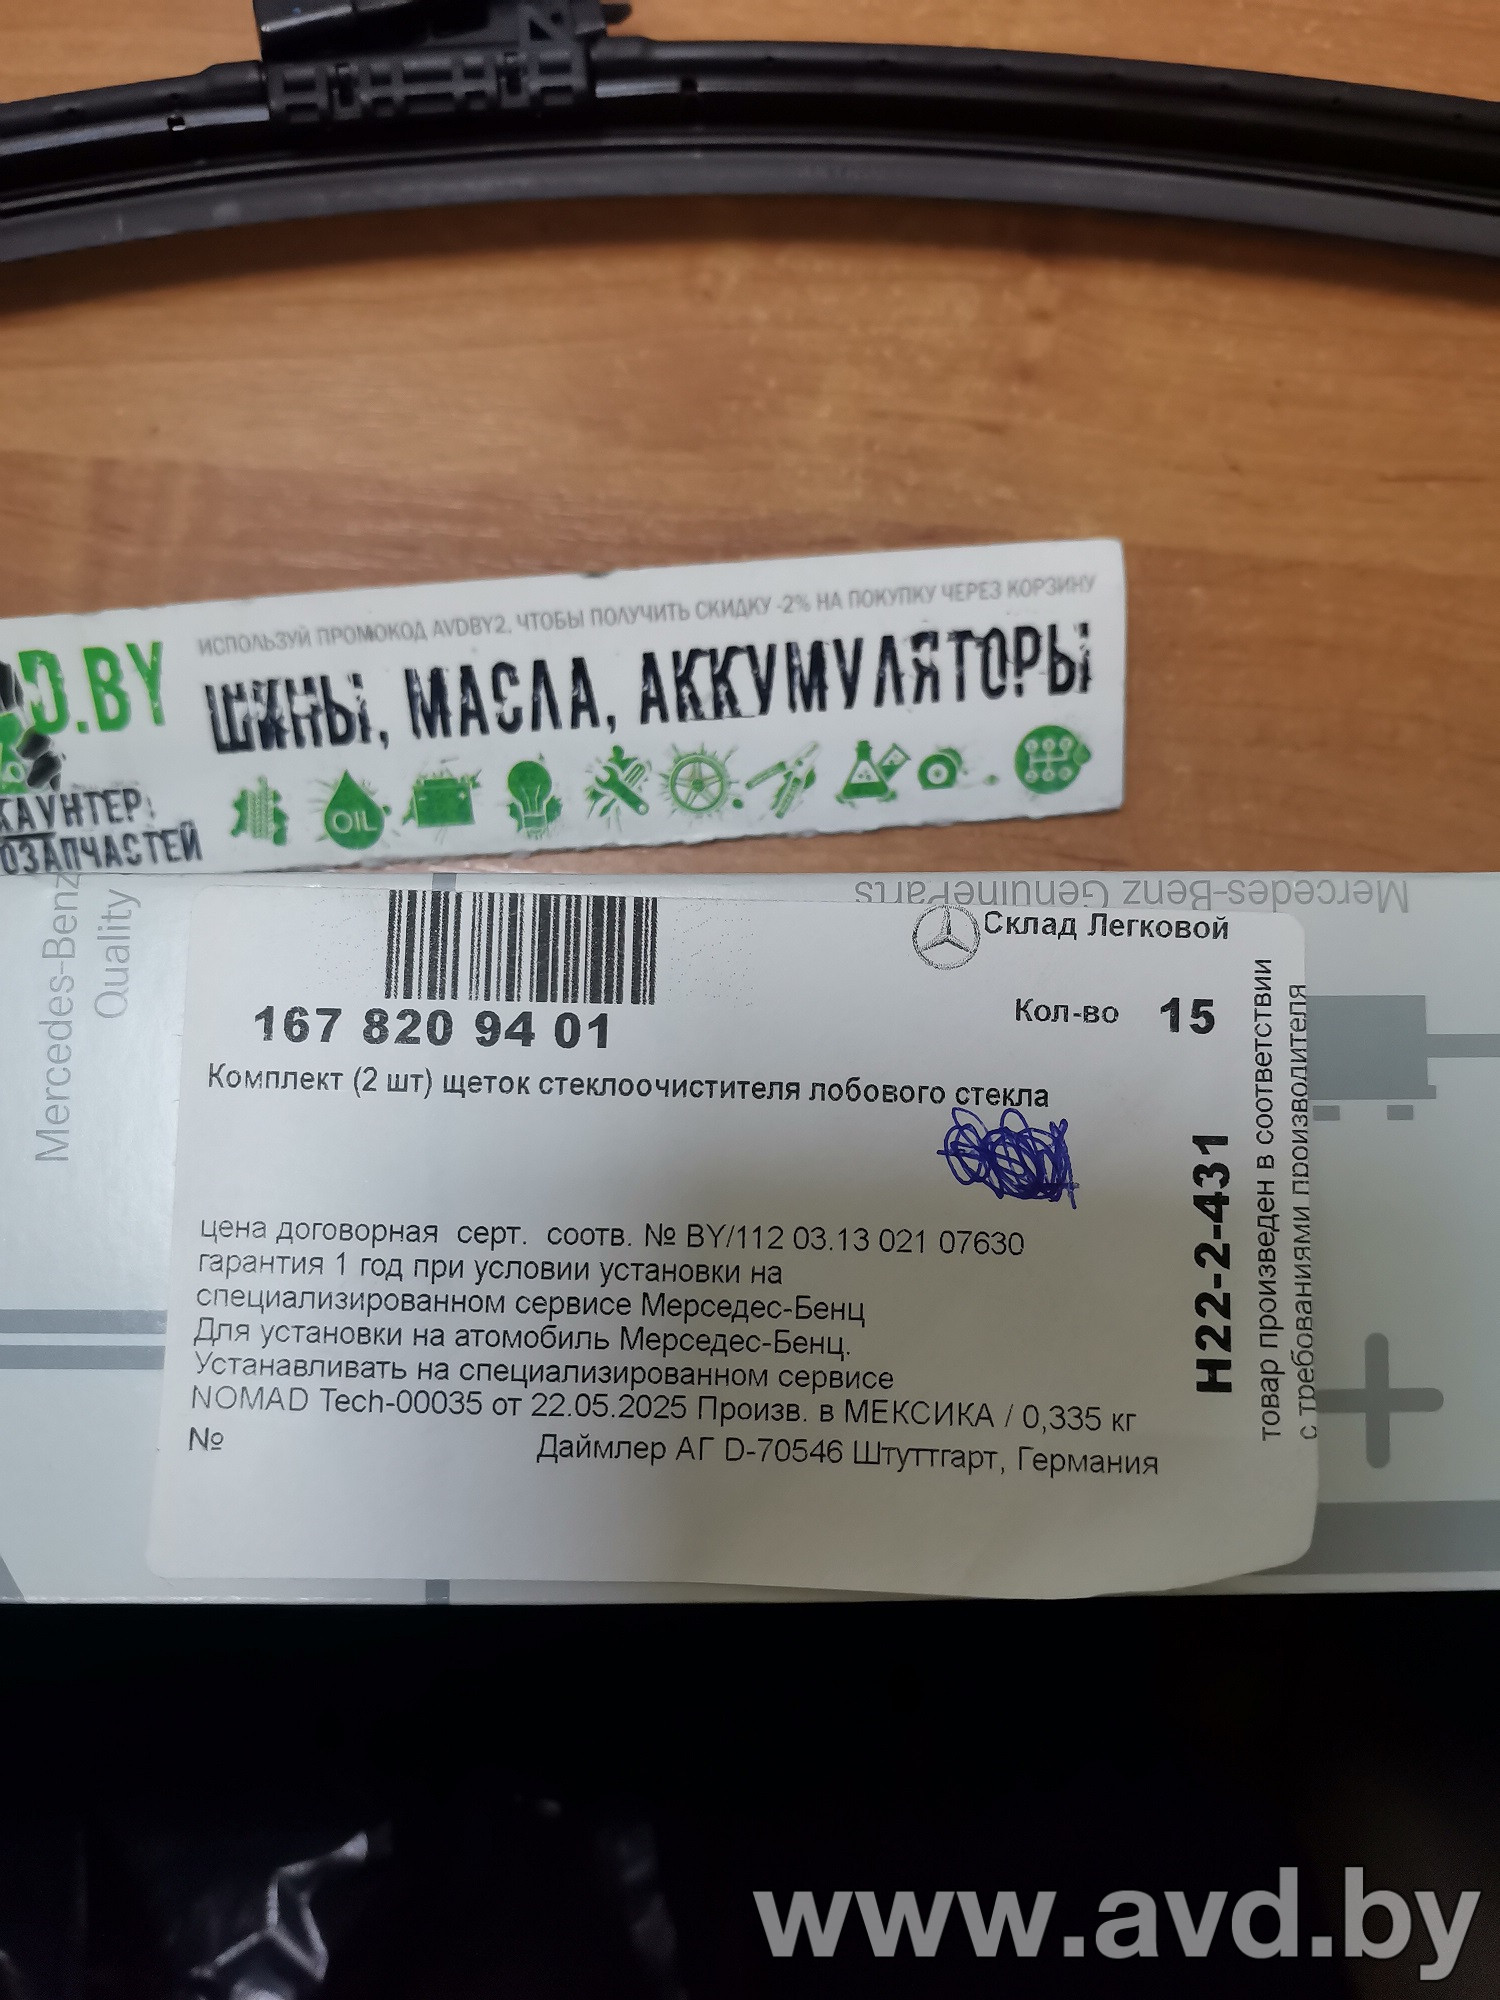 ИСПОЛЬЗУЙ ПРОМОКОД AVDBY2, ЧТОБЫ ПОЛУЧИТЬ СКИДКУ -2% НА ПОКУПКУ ЧЕРЕЗ КОРЗИНУ
D.BY
ШИНЫ, МАСЛА, АККУМУЛЯТОРЫ
OIL
КАУНТЕР
ОЗАПЧАСТЕЙ
Mercedes-Benz
Quality
Mercedes-Benz GenuineParts
Склад Легковой
167 820 94 01
Кол-во 15
Комплект (2 шт) щеток стеклоочистителя лобового стекла
цена договорная серт. соотв. № BY/112 03.13 021 07630
гарантия 1 год при условии установки на
специализированном сервисе Мерседес-Бенц
Для установки на атомобиль Мерседес-Бенц.
Устанавливать на специализированном сервисе
NOMAD Tech-00035 от 22.05.2025 Произв. в МЕКСИКА / 0,335 кг
№ Даймлер АГ D-70546 Штуттгарт, Германия
H22-2-431
товар произведен в соответствии
с требованиями производителя
www.avd.by